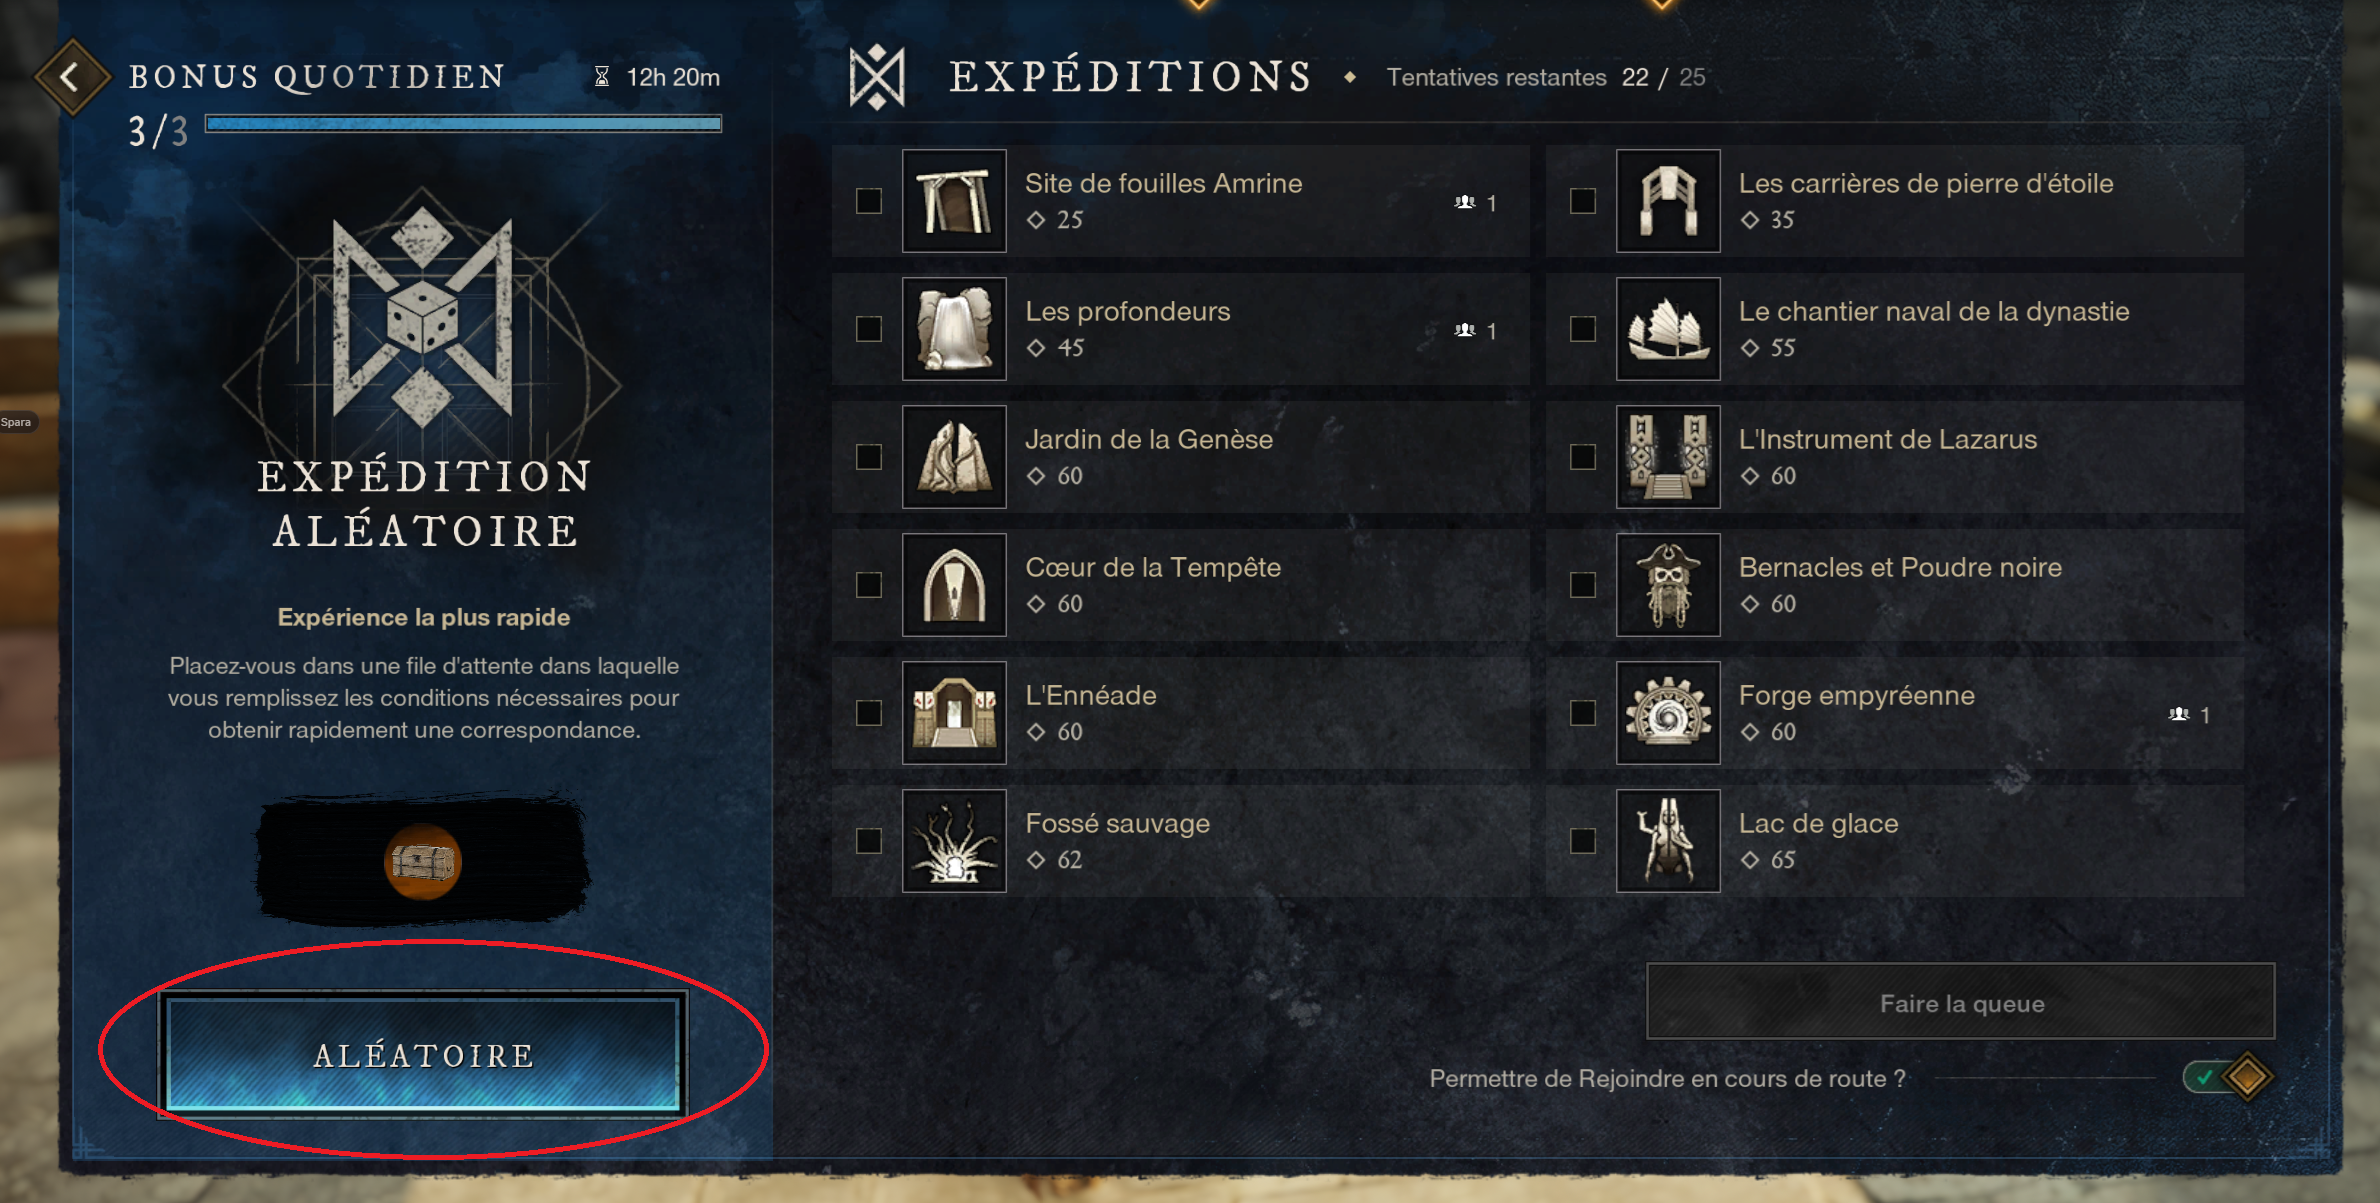 BONUS QUOTIDIEN
12h 20m
3/3
EXPÉDITION
ALÉATOIRE
Expérience la plus rapide
Placez-vous dans une file d'attente dans laquelle
vous remplissez les conditions nécessaires pour
obtenir rapidement une correspondance.
ALÉATOIRE
Spara
EXPÉDITIONS
Tentatives restantes 22 / 25
Site de fouilles Amrine
25
1
Les carrières de pierre d'étoile
35
Les profondeurs
45
1
Le chantier naval de la dynastie
55
Jardin de la Genèse
60
L'Instrument de Lazarus
60
Cœur de la Tempête
60
Bernacles et Poudre noire
60
L'Ennéade
60
Forge empyréenne
60
1
Fossé sauvage
62
Lac de glace
65
Faire la queue
Permettre de Rejoindre en cours de route ?